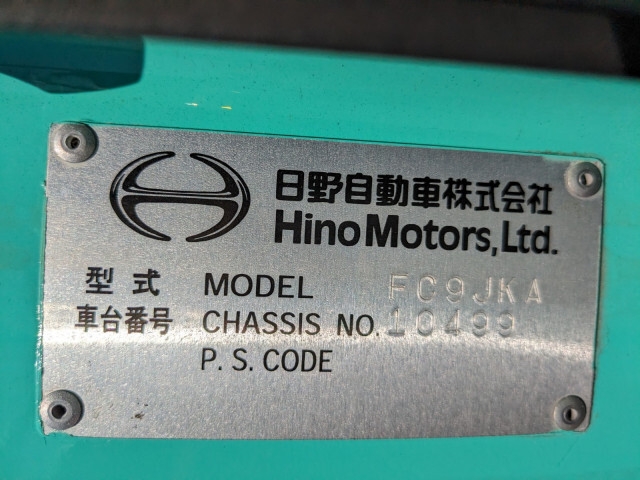 日野自動車株式会社
Hino Motors, Ltd.
型式 MODEL FC9JKA
車台番号 CHASSIS NO. 10499
P. S. CODE